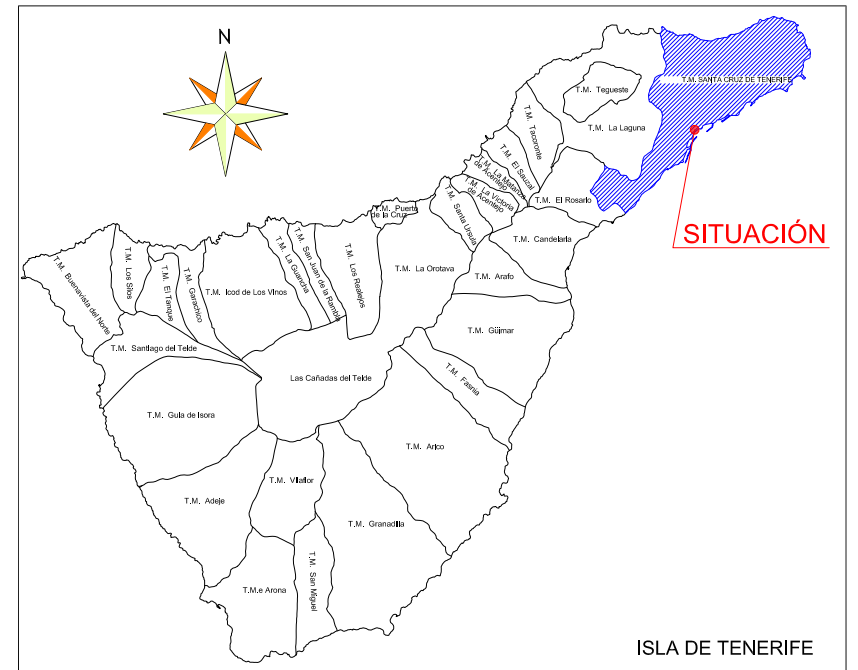 N
T.M. SANTA CRUZ DE TENERIFE
T.M. Tegueste
T.M. La Laguna
T.M. Tacoronte
T.M. El Sauzal
T.M. La Matanza
de Acentejo
T.M. La Victoria
de Acentejo
T.M. El Rosario
T.M. Santa Ursula
T.M. Puerto
de la Cruz
SITUACIÓN
T.M. Candelaria
T.M. Arafo
T.M. La Orotava
T.M. Los Realejos
T.M. San Juan de la Rambla
T.M. La Guancha
T.M. Icod de Los Vinos
T.M. Garachico
T.M. El Tanque
T.M. Los Silos
T.M. Buenavista del Norte
T.M. Güjmar
T.M. Santiago del Teide
Las Cañadas del Teide
T.M. Fasnia
T.M. Guia de Isora
T.M. Arico
T.M. Vilaflor
T.M. Adeje
T.M. Granadilla
T.M. San Miguel
T.M.e Arona
ISLA DE TENERIFE